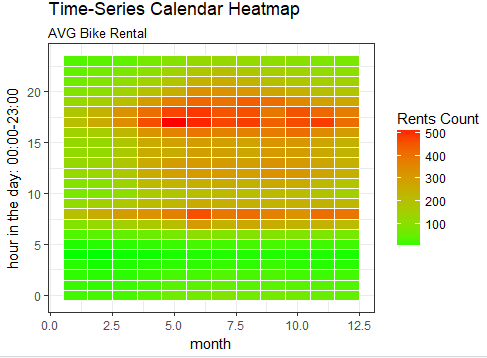 Time-Series Calendar Heatmap
AVG Bike Rental
hour in the day: 00:00-23:00
20
15
10
5
0
0.0 2.5 5.0 7.5 10.0 12.5
month
Rents Count
500
400
300
200
100